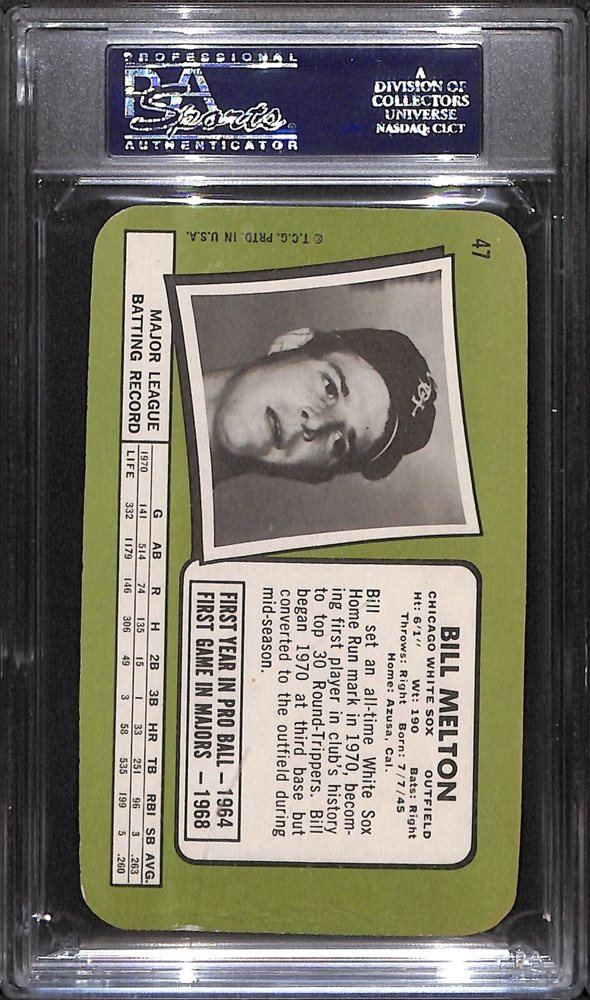 PROFESSIONAL
PSA
Sports
AUTHENTICATOR
A
DIVISION OF
COLLECTORS
UNIVERSE
NASDAQ: CLCT
47
© T.C.G. PRTD. IN U.S.A.
BILL MELTON
CHICAGO WHITE SOX OUTFIELD
Ht: 6'1" Wt: 190 Bats: Right
Throws: Right Born: 7/7/45
Home: Azusa, Cal.
Bill set an all-time White Sox
Home Run mark in 1970, becom-
ing first player in club's history
to top 30 Round-Trippers. Bill
began 1970 at third base but
converted to the outfield during
mid-season.
FIRST YEAR IN PRO BALL — 1964
FIRST GAME IN MAJORS — 1968
MAJOR LEAGUE
BATTING RECORD
G AB R H 2B 3B HR TB RBI SB AVG.
1970 141 514 74 135 15 1 33 251 96 3 .263
LIFE 332 1179 146 306 49 3 58 535 199 5 .260